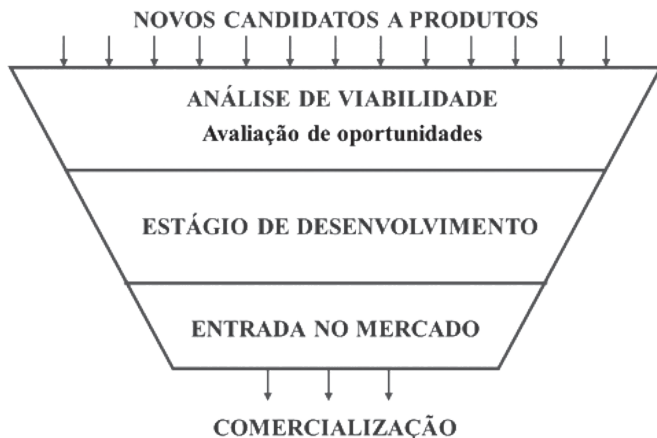 NOVOS CANDIDATOS A PRODUTOS
ANÁLISE DE VIABILIDADE
Avaliação de oportunidades
ESTÁGIO DE DESENVOLVIMENTO
ENTRADA NO MERCADO
COMERCIALIZAÇÃO